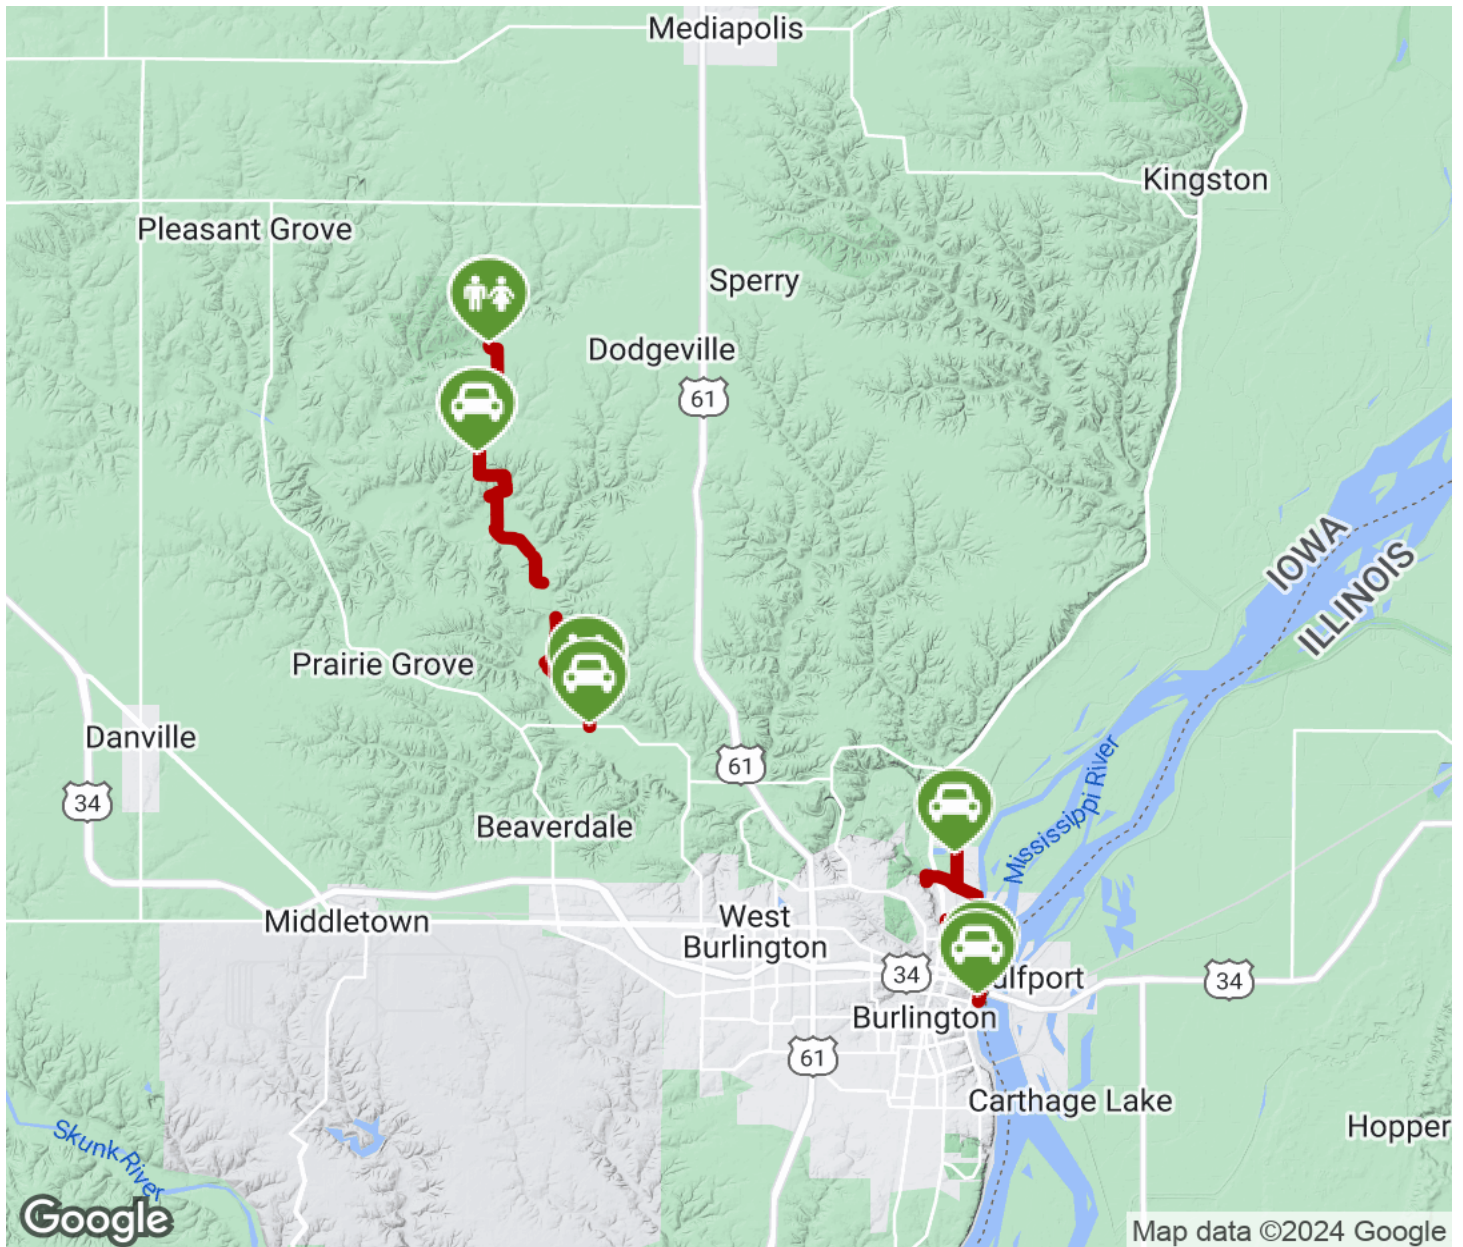 Mediapolis
Kingston
Pleasant Grove
Sperry
Dodgeville
61
IOWA
ILLINOIS
Prairie Grove
Danville
61
Mississippi River
34
Beaverdale
Middletown
West
Burlington
34
ulfport
34
Burlington
61
Carthage Lake
Hopper
Skunk River
Google
Map data ©2024 Google